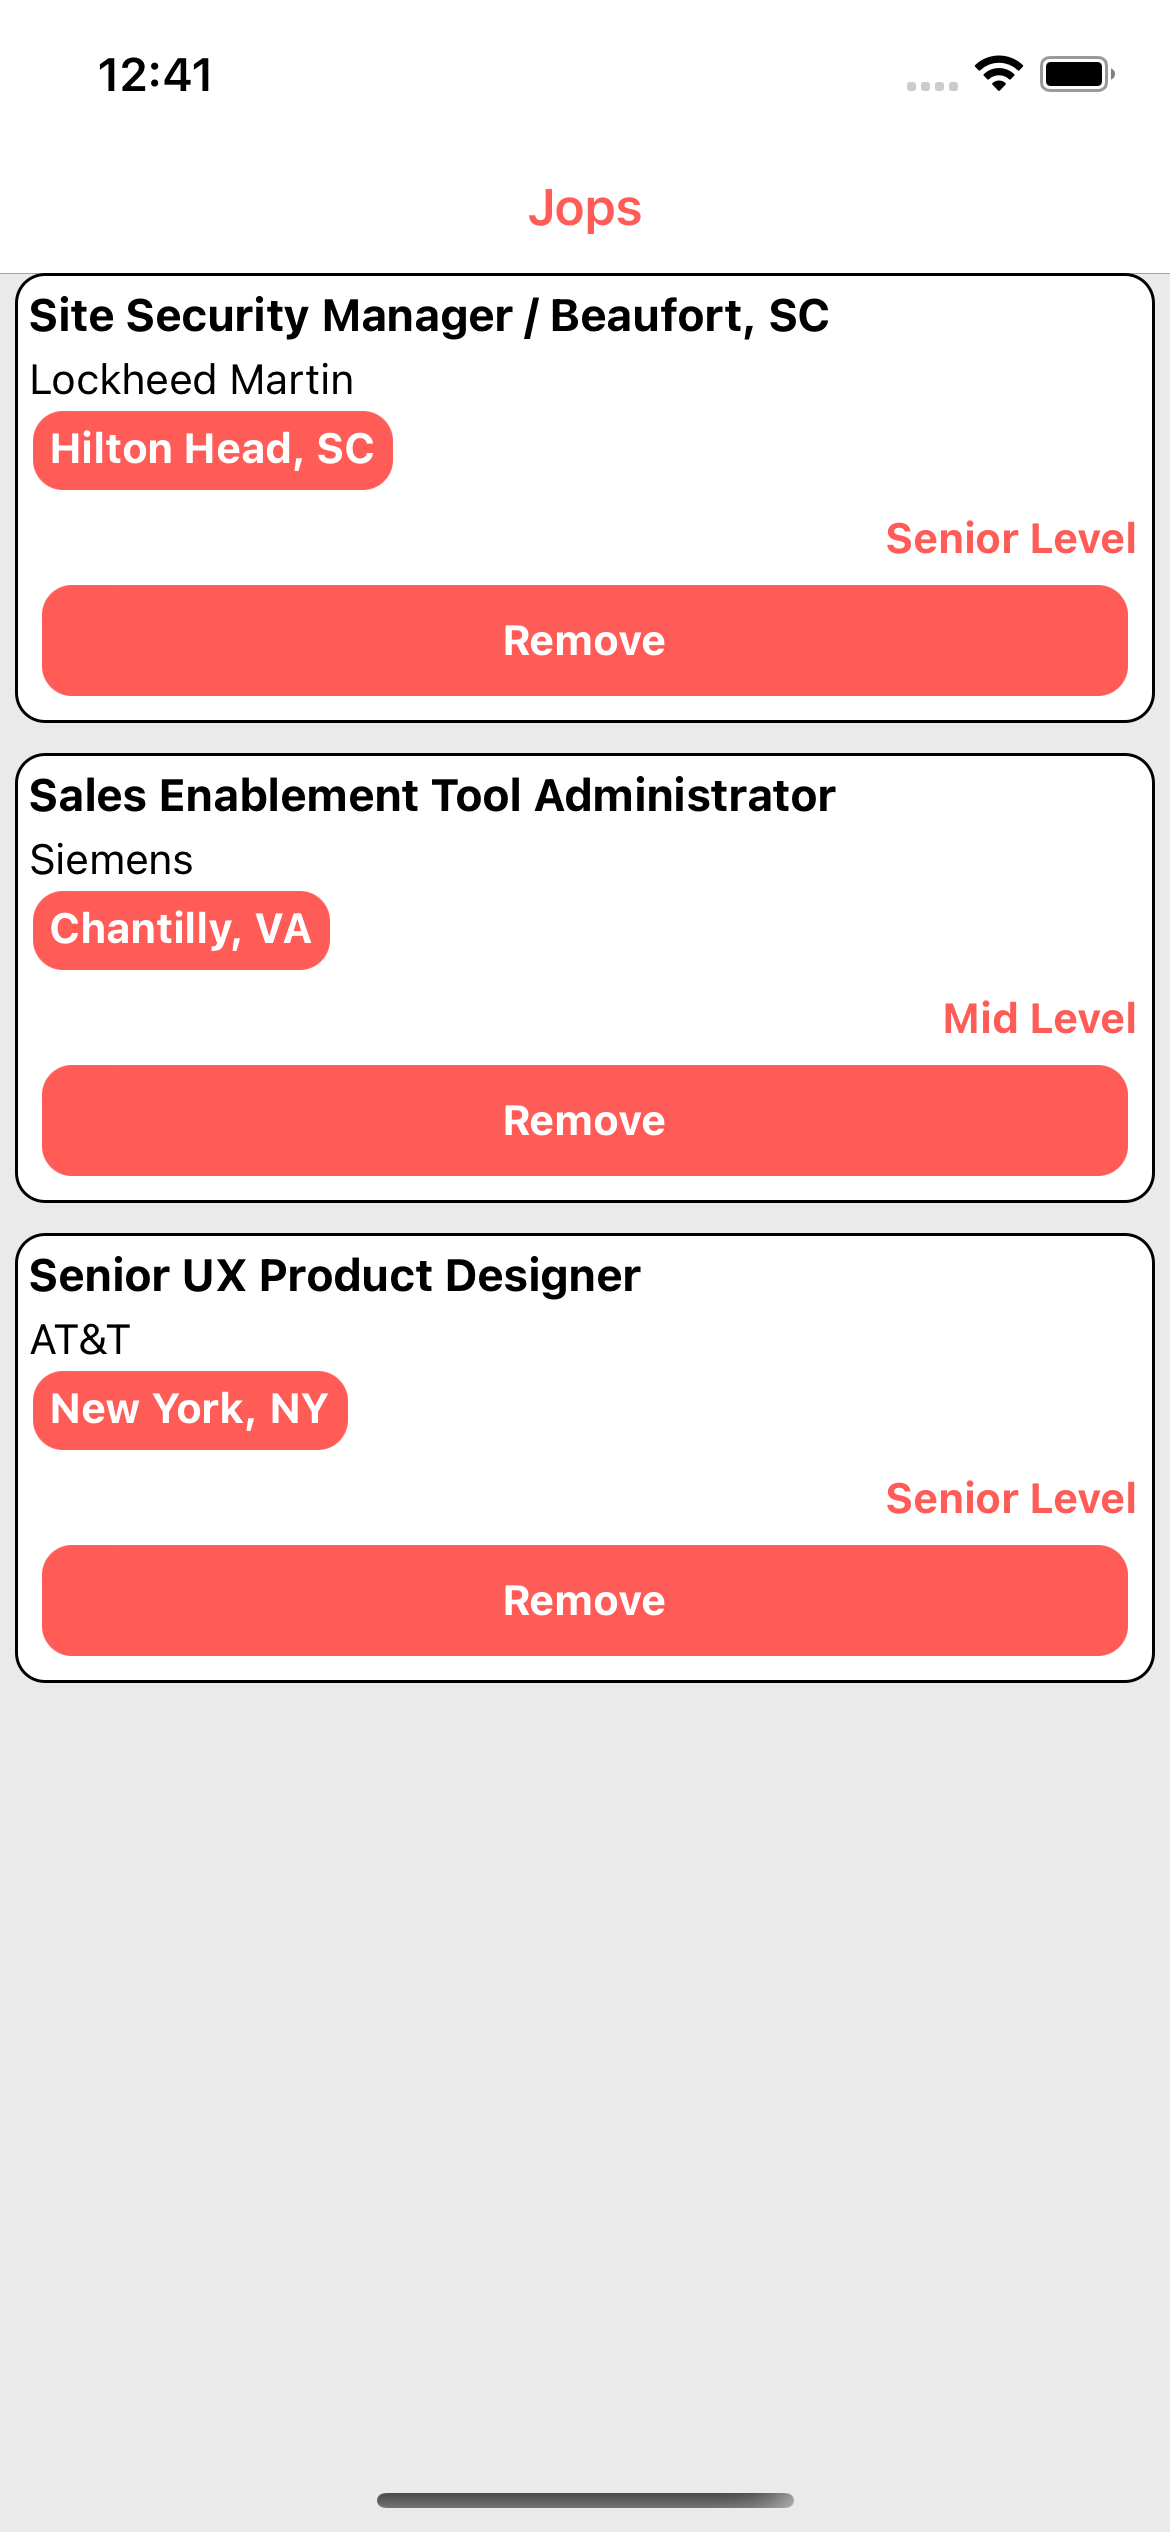 12:41
Jops
Site Security Manager / Beaufort, SC
Lockheed Martin
Hilton Head, SC
Senior Level
Remove
Sales Enablement Tool Administrator
Siemens
Chantilly, VA
Mid Level
Remove
Senior UX Product Designer
AT&T
New York, NY
Senior Level
Remove